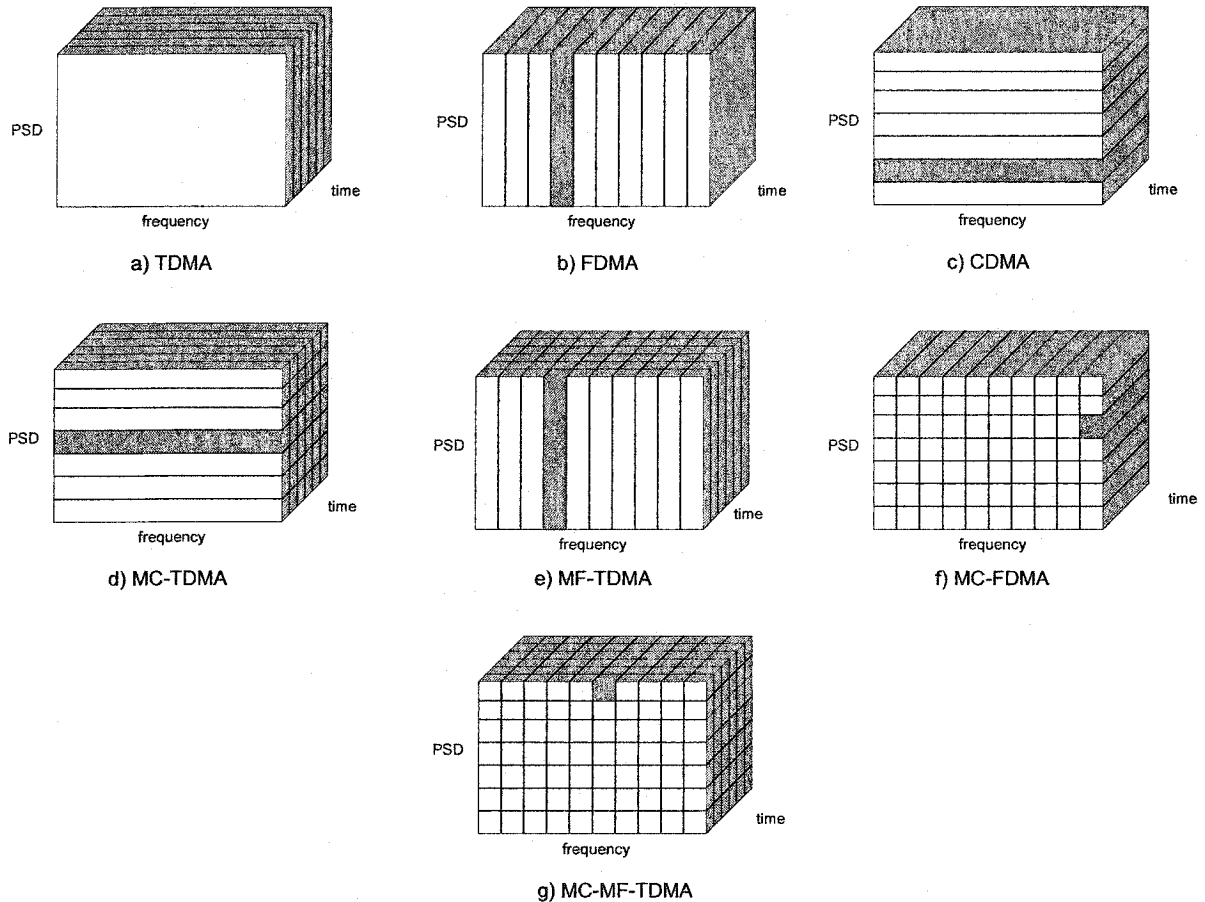 PSD
time
frequency
a) TDMA
PSD
time
frequency
b) FDMA
PSD
time
frequency
c) CDMA
PSD
time
frequency
d) MC-TDMA
PSD
time
frequency
e) MF-TDMA
PSD
time
frequency
f) MC-FDMA
PSD
time
frequency
g) MC-MF-TDMA